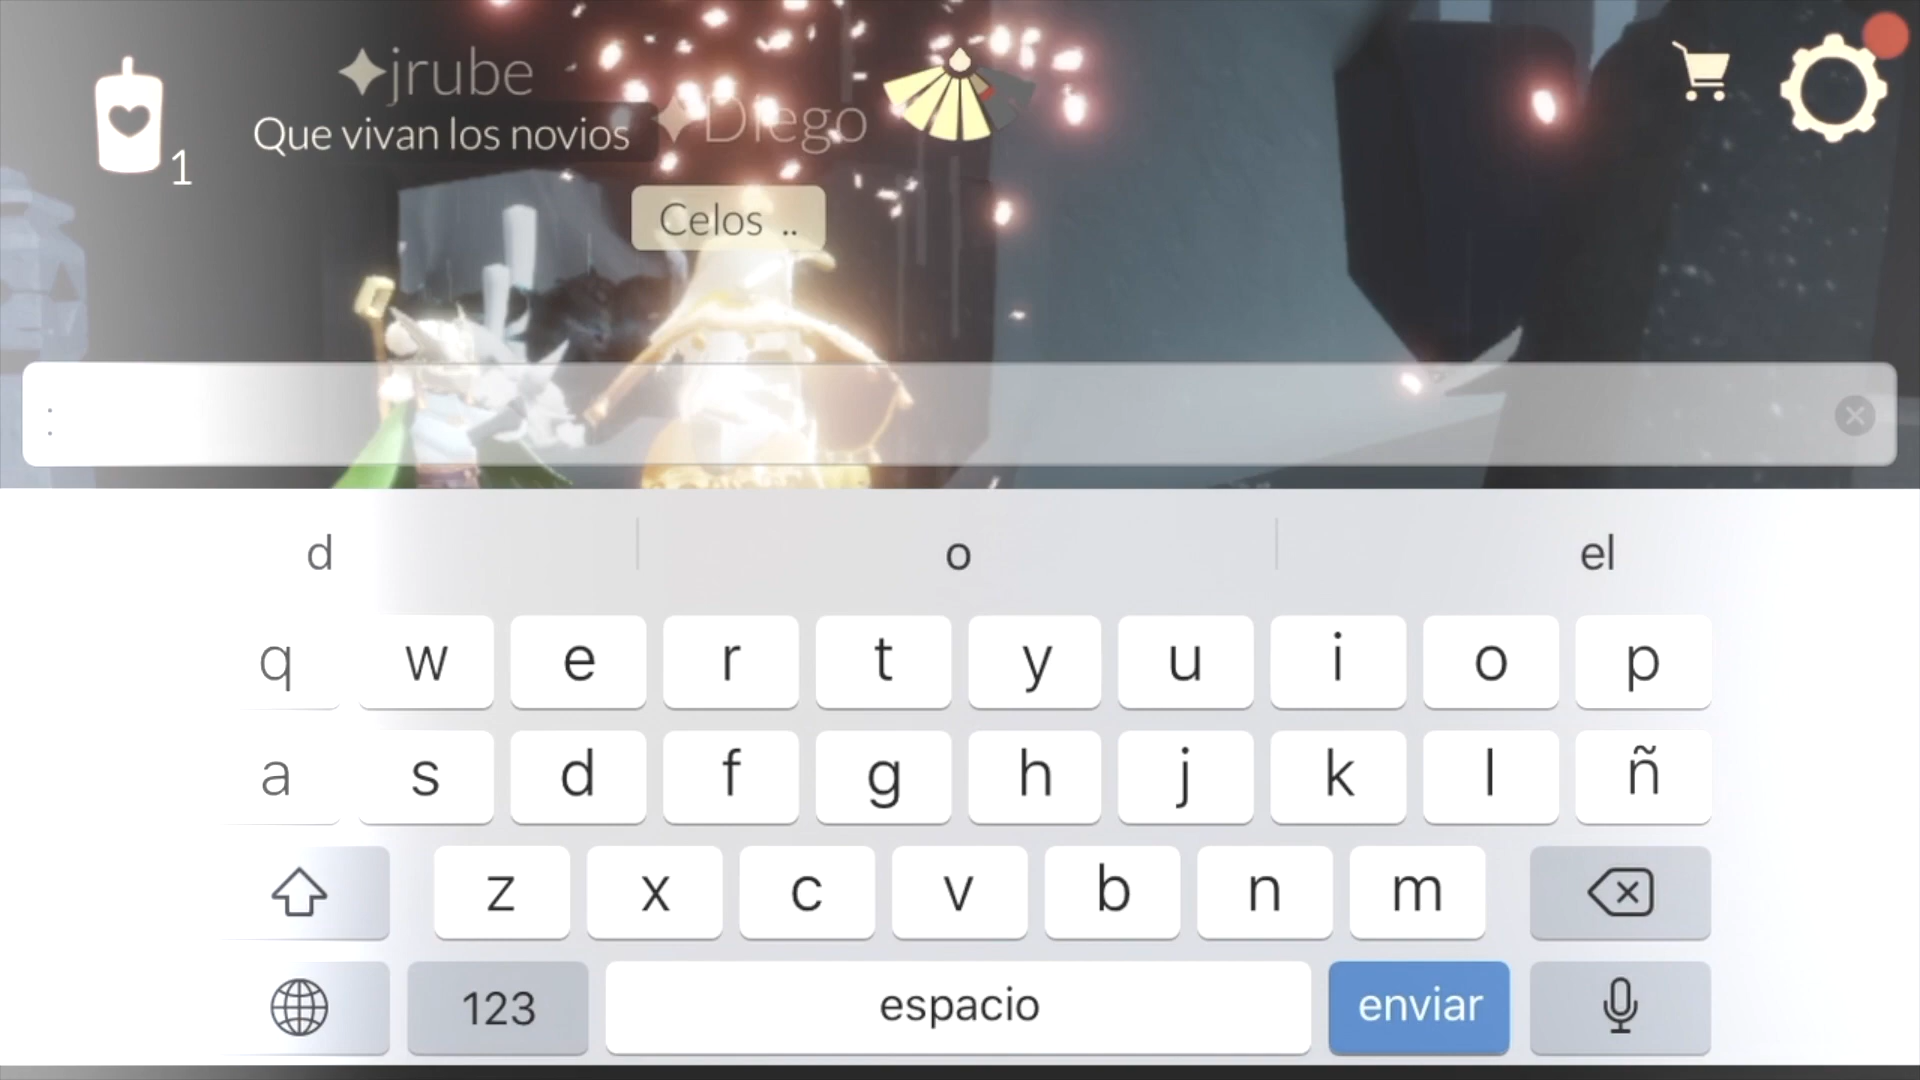 jrube
Que vivan los novios
Diego
Celos ..
1
:
d o el
q w e r t y u i o p
a s d f g h j k l ñ
z x c v b n m
123 espacio enviar